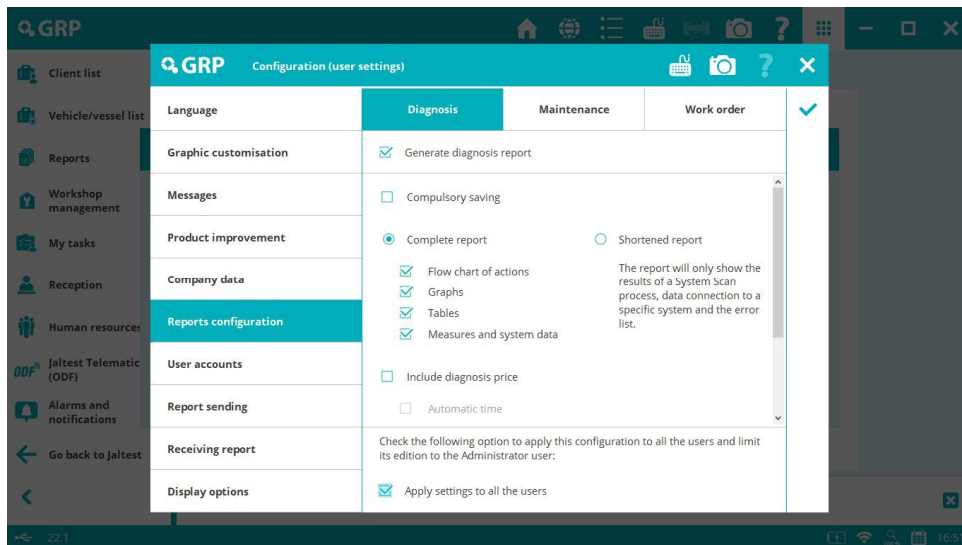 GRP
?
Client list
Vehicle/vessel list
Reports
Workshop
management
My tasks
Reception
Human resources
ODF
Jaltest Telematic
(ODF)
Alarms and
notifications
Go back to Jaltest
GRP
Configuration (user settings)
?
Language
Graphic customisation
Messages
Product improvement
Company data
Reports configuration
User accounts
Report sending
Receiving report
Display options
Diagnosis
Maintenance
Work order
Generate diagnosis report
Compulsory saving
Complete report
Flow chart of actions
Graphs
Tables
Measures and system data
Shortened report
The report will only show the
results of a System Scan
process, data connection to a
specific system and the error
list.
Include diagnosis price
Automatic time
Check the following option to apply this configuration to all the users and limit
its edition to the Administrator user:
Apply settings to all the users
22.1